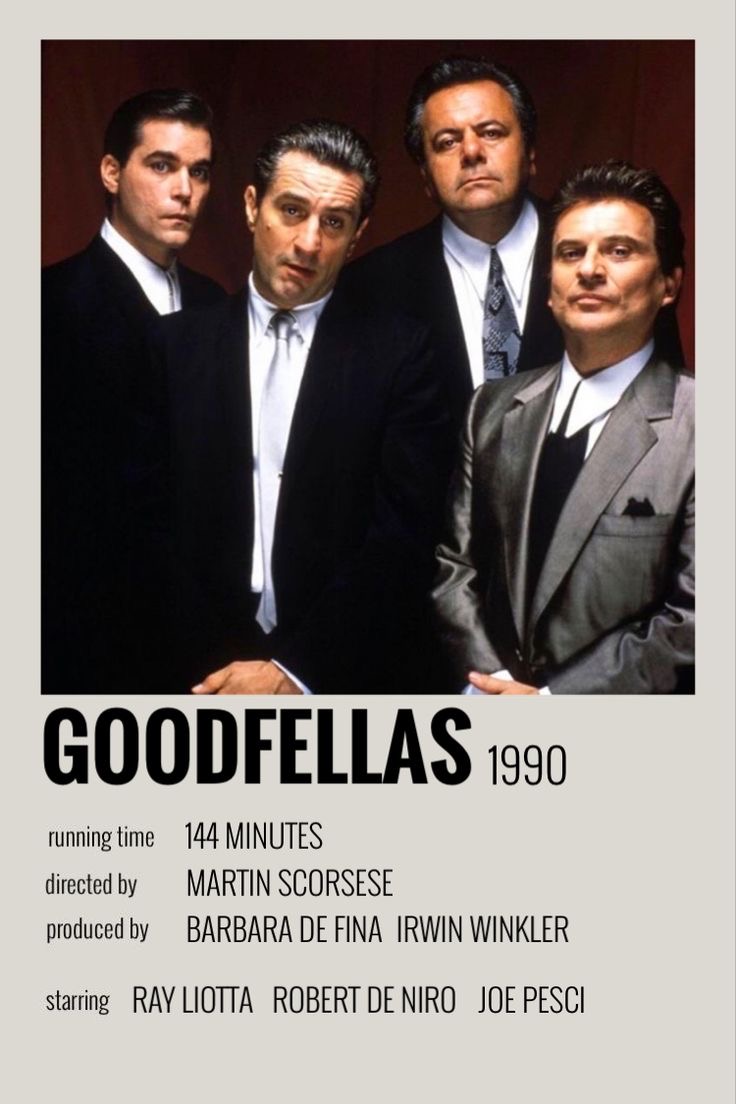 GOODFELLAS 1990
running time 144 MINUTES
directed by MARTIN SCORSESE
produced by BARBARA DE FINA IRWIN WINKLER
starring RAY LIOTTA ROBERT DE NIRO JOE PESCI